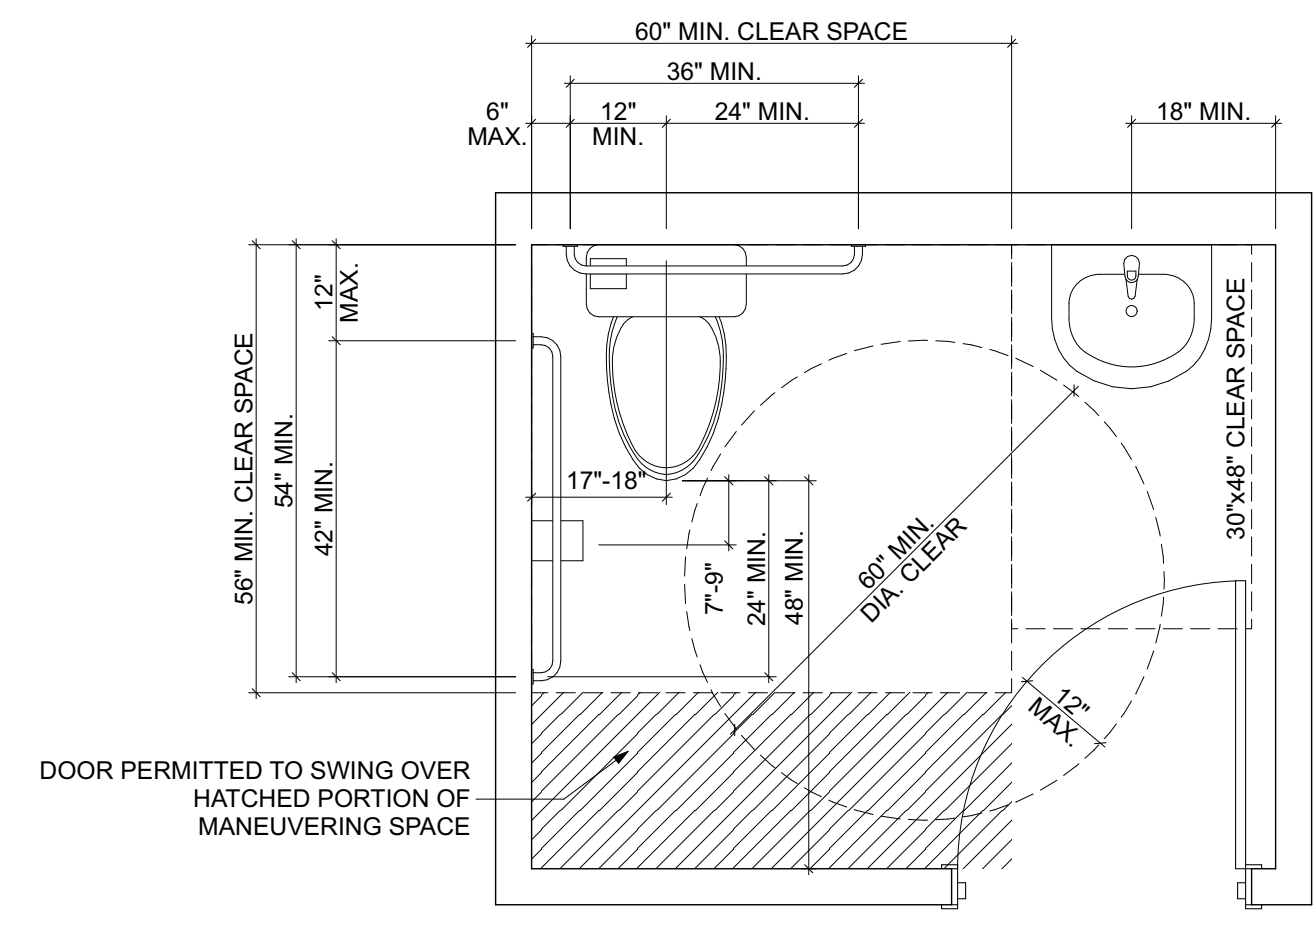 60" MIN. CLEAR SPACE
36" MIN.
6"
MAX.
12"
MIN.
24" MIN.
18" MIN.
12"
MAX.
56" MIN. CLEAR SPACE
54" MIN.
42" MIN.
17"-18"
7"-9"
24" MIN.
48" MIN.
60" MIN.
DIA. CLEAR
30"x48" CLEAR SPACE
12"
MAX.
DOOR PERMITTED TO SWING OVER
HATCHED PORTION OF
MANEUVERING SPACE